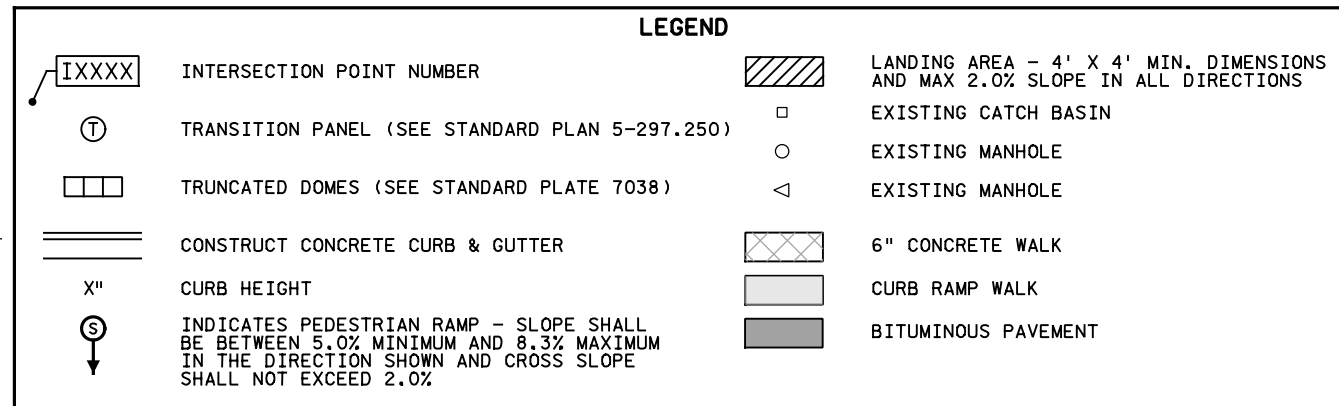 LEGEND
IXXXX INTERSECTION POINT NUMBER
T TRANSITION PANEL (SEE STANDARD PLAN 5-297.250)
TRUNCATED DOMES (SEE STANDARD PLATE 7038)
CONSTRUCT CONCRETE CURB & GUTTER
X" CURB HEIGHT
S INDICATES PEDESTRIAN RAMP - SLOPE SHALL
BE BETWEEN 5.0% MINIMUM AND 8.3% MAXIMUM
IN THE DIRECTION SHOWN AND CROSS SLOPE
SHALL NOT EXCEED 2.0%
LANDING AREA - 4' X 4' MIN. DIMENSIONS
AND MAX 2.0% SLOPE IN ALL DIRECTIONS
EXISTING CATCH BASIN
EXISTING MANHOLE
EXISTING MANHOLE
6" CONCRETE WALK
CURB RAMP WALK
BITUMINOUS PAVEMENT